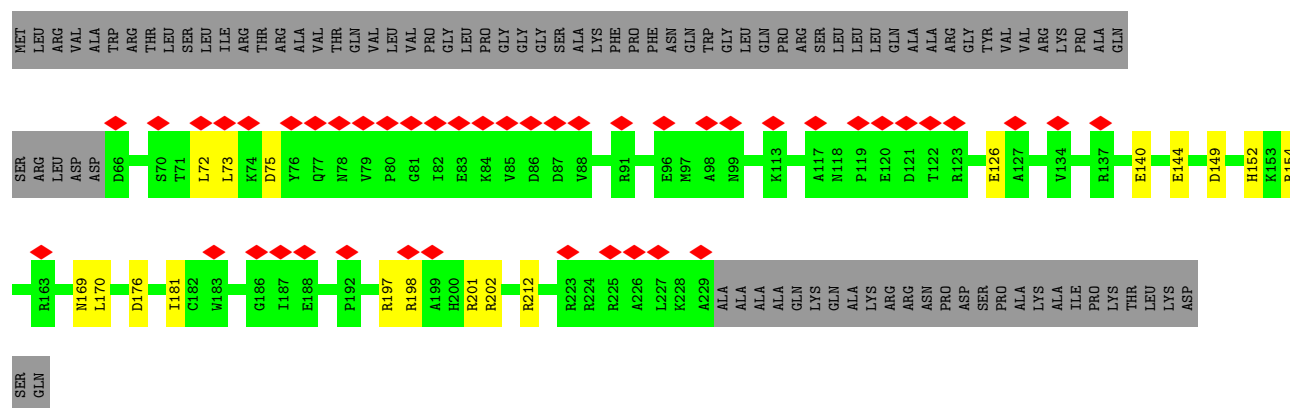 MET LEU ARG VAL ALA TRP ARG THR LEU SER LEU ILE ARG THR ARG ALA VAL THR GLN VAL LEU VAL PRO GLY LEU PRO GLY GLY GLY SER ALA LYS PHE PRO PHE ASN GLN TRP GLY LEU GLN PRO ARG SER LEU LEU LEU GLN ALA ALA ARG GLY TYR VAL VAL ARG LYS PRO ALA GLN
SER ARG LEU ASP ASP D66 S70 T71 L72 L73 K74 D75 Y76 Q77 N78 V79 P80 G81 I82 E83 K84 V85 D86 D87 V88 R91 E96 M97 A98 N99 K113 A117 N118 P119 E120 D121 T122 R123 E126 A127 V134 R137 E140 E144 D149 H152 K153
R163 N169 L170 D176 I181 C182 W183 G186 I187 E188 P192 R197 R198 A199 H200 R201 R202 R212 R223 R224 R225 A226 L227 K228 A229 ALA ALA ALA ALA GLN LYS GLN ALA LYS ARG ARG ASN PRO ASP SER PRO ALA LYS ALA ILE PRO LYS THR LEU LYS ASP
SER GLN